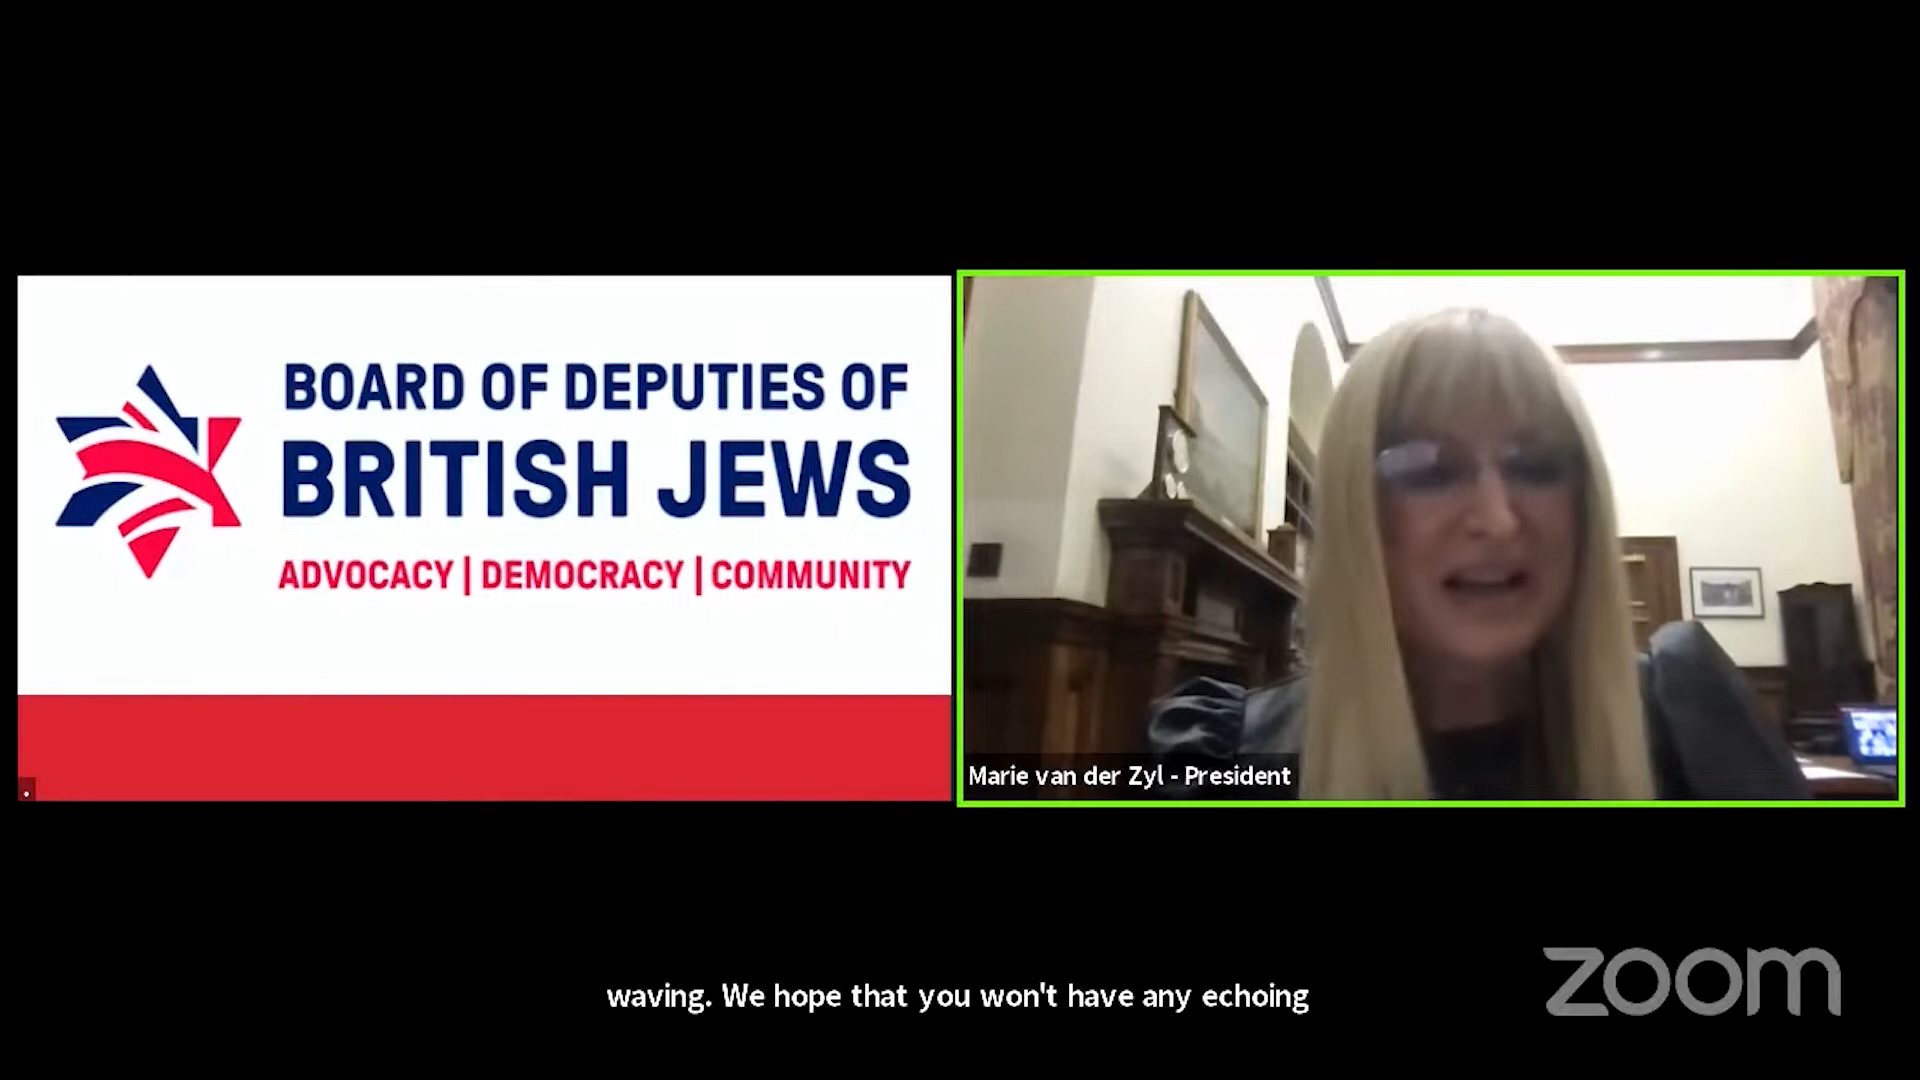 BOARD OF DEPUTIES OF
BRITISH JEWS
ADVOCACY | DEMOCRACY | COMMUNITY
Marie van der Zyl - President
waving. We hope that you won't have any echoing
zoom